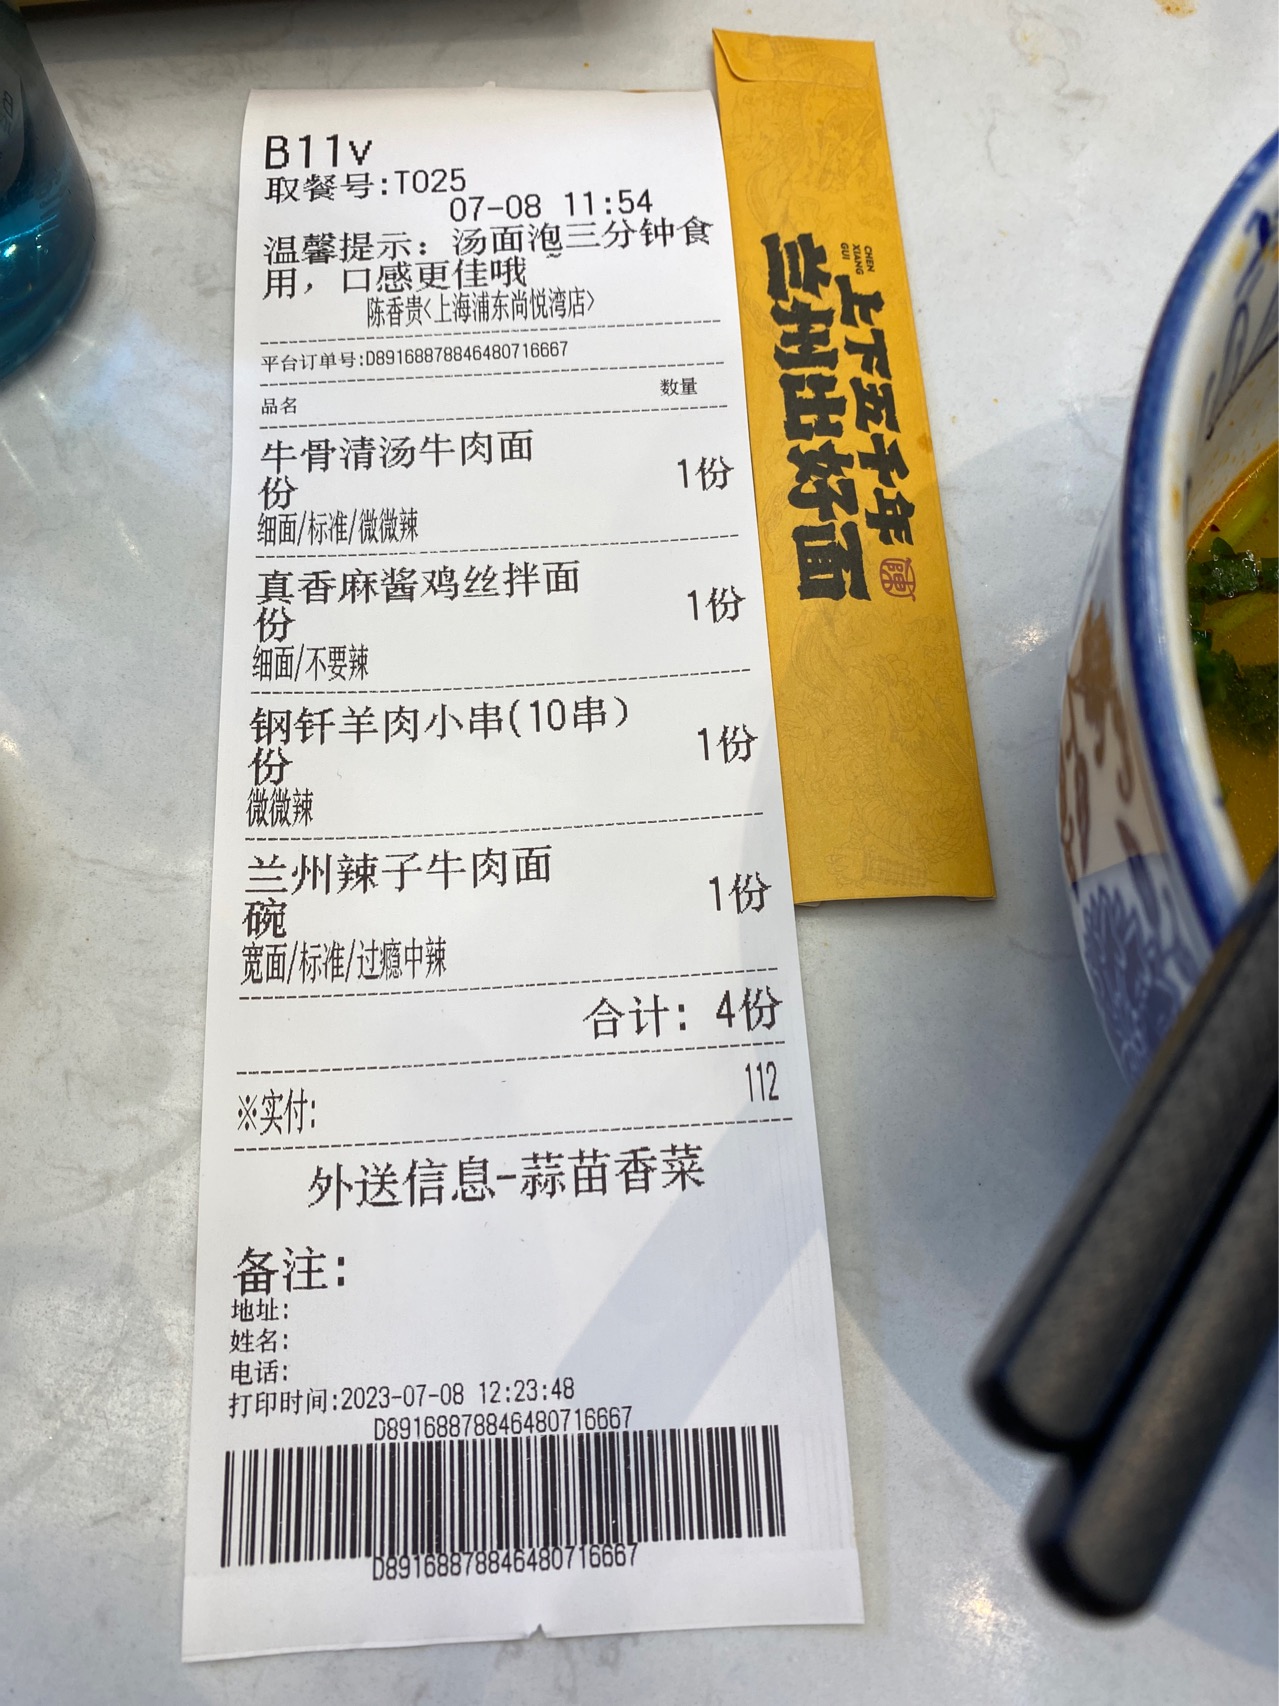 B11v
取餐号:T025
07-08 11:54
温馨提示：汤面泡三分钟食
用，口感更佳哦~
陈香贵<上海浦东尚悦湾店>
平台订单号:D891688788464807​16667
品名 数量
牛骨清汤牛肉面
份 1份
细面/标准/微微辣
真香麻酱鸡丝拌面
份 1份
细面/不要辣
钢钎羊肉小串(10串）
份 1份
微微辣
兰州辣子牛肉面
碗 1份
宽面/标准/过瘾中辣
合计：4份
※实付: 112
外送信息-蒜苗香菜
备注:
地址:
姓名:
电话:
打印时间:2023-07-08 12:23:48
D89168878846480716667
D89168878846480716667
CHEN
XIANG
GUI
上下五千年
兰州出好面